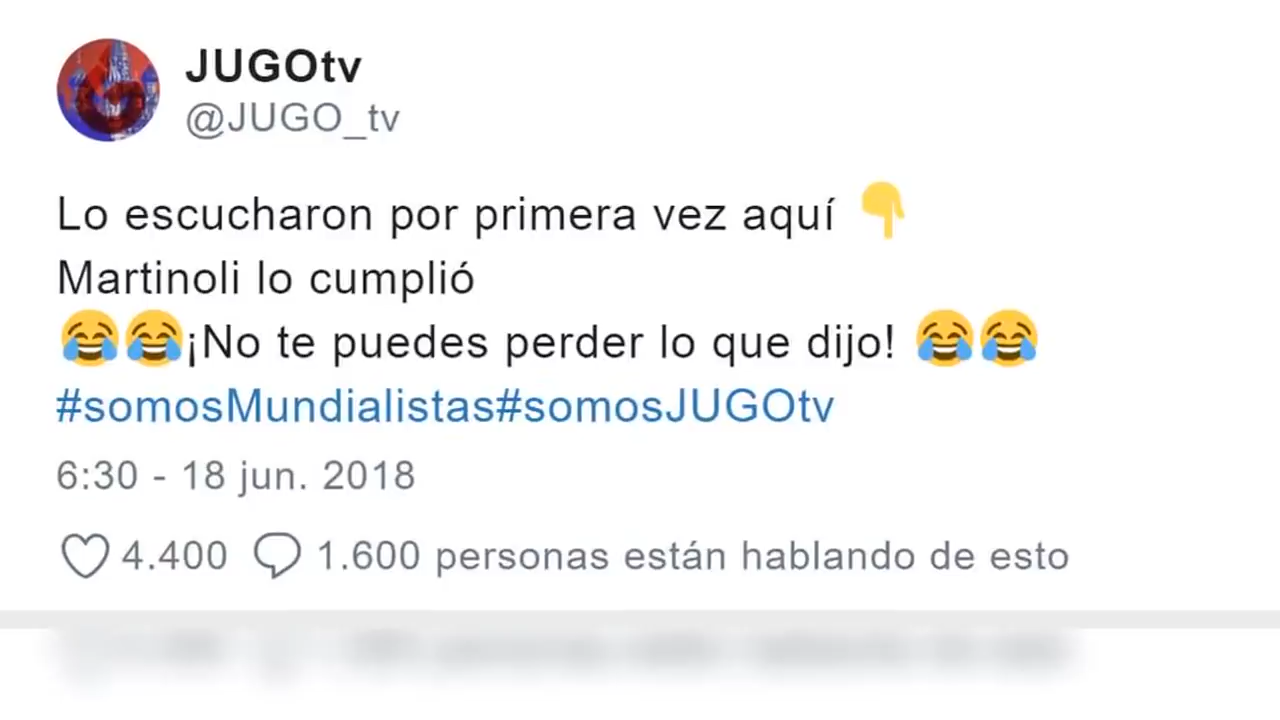 JUGOtv
@JUGO_tv
Lo escucharon por primera vez aquí 👇
Martinoli lo cumplió
😂😂¡No te puedes perder lo que dijo! 😂😂
#somosMundialistas#somosJUGOtv
6:30 - 18 jun. 2018
4.400 1.600 personas están hablando de esto